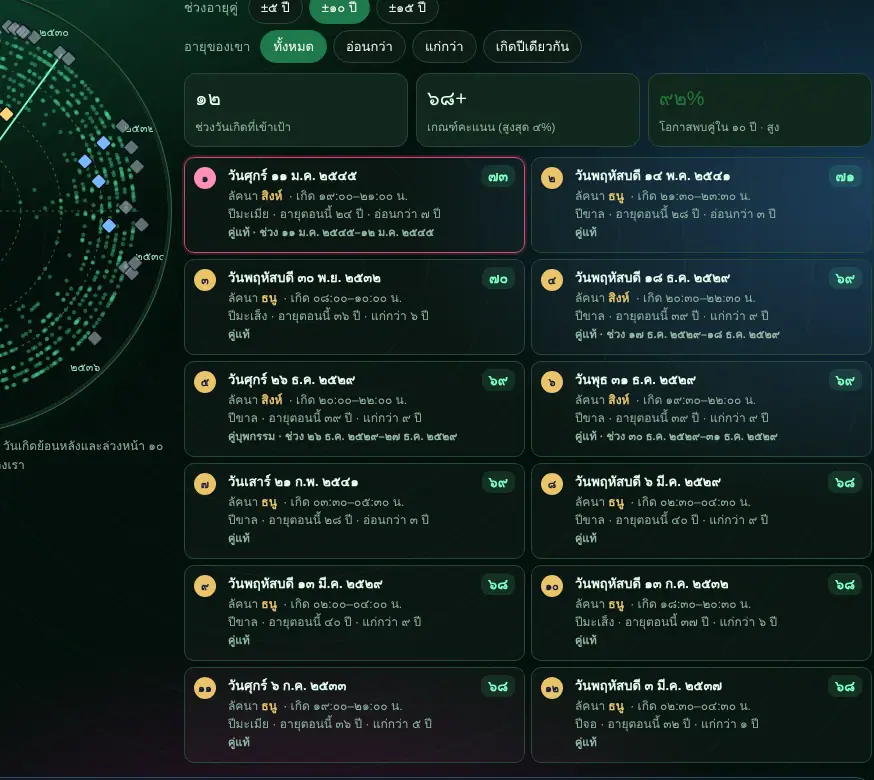 ช่วงอายุคู่ ±๕ ปี ±๑๐ ปี ±๑๕ ปี
อายุของเขา ทั้งหมด อ่อนกว่า แก่กว่า เกิดปีเดียวกัน
๑๒
ช่วงวันเกิดที่เข้าเป้า
๖๘+
เกณฑ์คะแนน (สูงสุด ๔%)
๙๒%
โอกาสพบคู่ใน ๑๐ ปี · สูง
๒๕๓๐
๒๕๓๖
วันเกิดย้อนหลังและล่วงหน้า ๑๐
๑ วันศุกร์ ๑๑ ม.ค. ๒๕๔๕ ๗๓
ลัคนา สิงห์ · เกิด ๑๙:๐๐–๒๑:๐๐ น.
ปีมะเมีย · อายุตอนนี้ ๒๔ ปี · อ่อนกว่า ๗ ปี
คู่แท้ · ช่วง ๑๑ ม.ค. ๒๕๔๕–๑๒ ม.ค. ๒๕๔๕
๒ วันพฤหัสบดี ๑๔ พ.ค. ๒๕๔๑ ๗๑
ลัคนา ธนู · เกิด ๒๑:๓๐–๒๓:๓๐ น.
ปีขาล · อายุตอนนี้ ๒๘ ปี · อ่อนกว่า ๓ ปี
คู่แท้
๓ วันพฤหัสบดี ๓๐ พ.ย. ๒๕๓๒ ๗๐
ลัคนา ธนู · เกิด ๐๘:๐๐–๑๐:๐๐ น.
ปีมะเส็ง · อายุตอนนี้ ๓๖ ปี · แก่กว่า ๖ ปี
คู่แท้
๔ วันพฤหัสบดี ๑๘ ธ.ค. ๒๕๒๙ ๖๙
ลัคนา สิงห์ · เกิด ๒๐:๓๐–๒๒:๓๐ น.
ปีขาล · อายุตอนนี้ ๓๙ ปี · แก่กว่า ๙ ปี
คู่แท้ · ช่วง ๑๗ ธ.ค. ๒๕๒๙–๑๘ ธ.ค. ๒๕๒๙
๕ วันศุกร์ ๒๖ ธ.ค. ๒๕๒๙ ๖๙
ลัคนา สิงห์ · เกิด ๒๐:๐๐–๒๒:๐๐ น.
ปีขาล · อายุตอนนี้ ๓๙ ปี · แก่กว่า ๙ ปี
คู่บุพกรรม · ช่วง ๒๖ ธ.ค. ๒๕๒๙–๒๗ ธ.ค. ๒๕๒๙
๖ วันพุธ ๓๑ ธ.ค. ๒๕๒๙ ๖๙
ลัคนา สิงห์ · เกิด ๑๙:๓๐–๒๑:๓๐ น.
ปีขาล · อายุตอนนี้ ๓๙ ปี · แก่กว่า ๙ ปี
คู่แท้ · ช่วง ๓๐ ธ.ค. ๒๕๒๙–๓๑ ธ.ค. ๒๕๒๙
๗ วันเสาร์ ๒๑ ก.พ. ๒๕๔๑ ๖๙
ลัคนา ธนู · เกิด ๐๓:๓๐–๐๕:๓๐ น.
ปีขาล · อายุตอนนี้ ๒๘ ปี · อ่อนกว่า ๓ ปี
คู่แท้
๘ วันพฤหัสบดี ๖ มี.ค. ๒๕๒๙ ๖๘
ลัคนา ธนู · เกิด ๐๒:๓๐–๐๔:๓๐ น.
ปีขาล · อายุตอนนี้ ๔๐ ปี · แก่กว่า ๙ ปี
คู่แท้
๙ วันพฤหัสบดี ๑๓ มี.ค. ๒๕๒๙ ๖๘
ลัคนา ธนู · เกิด ๐๒:๐๐–๐๔:๐๐ น.
ปีขาล · อายุตอนนี้ ๔๐ ปี · แก่กว่า ๙ ปี
คู่แท้
๑๐ วันพฤหัสบดี ๑๓ ก.ค. ๒๕๓๒ ๖๘
ลัคนา ธนู · เกิด ๑๘:๓๐–๒๐:๓๐ น.
ปีมะเส็ง · อายุตอนนี้ ๓๗ ปี · แก่กว่า ๖ ปี
คู่แท้
๑๑ วันศุกร์ ๖ ก.ค. ๒๕๓๓ ๖๘
ลัคนา ธนู · เกิด ๑๙:๐๐–๒๑:๐๐ น.
ปีมะเมีย · อายุตอนนี้ ๓๖ ปี · แก่กว่า ๕ ปี
คู่แท้
๑๒ วันพฤหัสบดี ๓ มี.ค. ๒๕๓๗ ๖๘
ลัคนา ธนู · เกิด ๐๒:๓๐–๐๔:๓๐ น.
ปีจอ · อายุตอนนี้ ๓๒ ปี · แก่กว่า ๑ ปี
คู่แท้